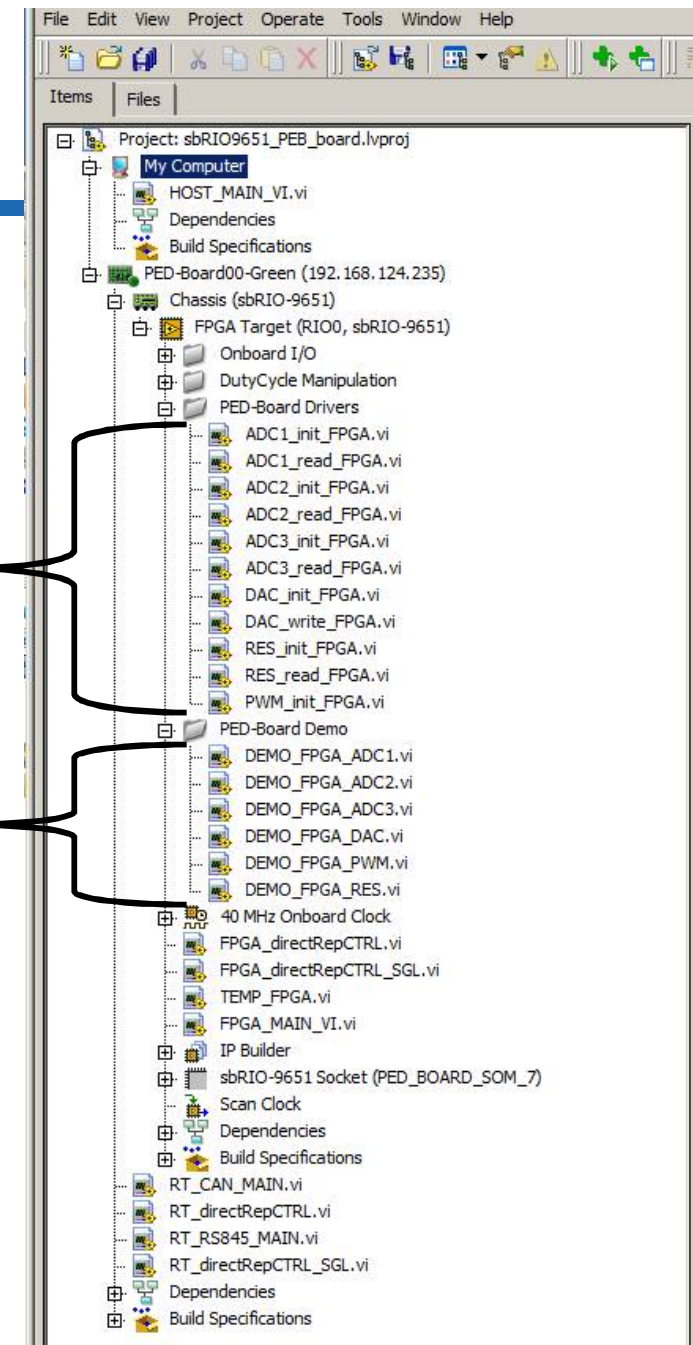 File Edit View Project Operate Tools Window Help
Items Files
Project: sbRIO9651_PEB_board.lvproj
My Computer
HOST_MAIN_VI.vi
Dependencies
Build Specifications
PED-Board00-Green (192.168.124.235)
Chassis (sbRIO-9651)
FPGA Target (RIO0, sbRIO-9651)
Onboard I/O
DutyCycle Manipulation
PED-Board Drivers
ADC1_init_FPGA.vi
ADC1_read_FPGA.vi
ADC2_init_FPGA.vi
ADC2_read_FPGA.vi
ADC3_init_FPGA.vi
ADC3_read_FPGA.vi
DAC_init_FPGA.vi
DAC_write_FPGA.vi
RES_init_FPGA.vi
RES_read_FPGA.vi
PWM_init_FPGA.vi
PED-Board Demo
DEMO_FPGA_ADC1.vi
DEMO_FPGA_ADC2.vi
DEMO_FPGA_ADC3.vi
DEMO_FPGA_DAC.vi
DEMO_FPGA_PWM.vi
DEMO_FPGA_RES.vi
40 MHz Onboard Clock
FPGA_directRepCTRL.vi
FPGA_directRepCTRL_SGL.vi
TEMP_FPGA.vi
FPGA_MAIN_VI.vi
IP Builder
sbRIO-9651 Socket (PED_BOARD_SOM_7)
Scan Clock
Dependencies
Build Specifications
RT_CAN_MAIN.vi
RT_directRepCTRL.vi
RT_RS845_MAIN.vi
RT_directRepCTRL_SGL.vi
Dependencies
Build Specifications